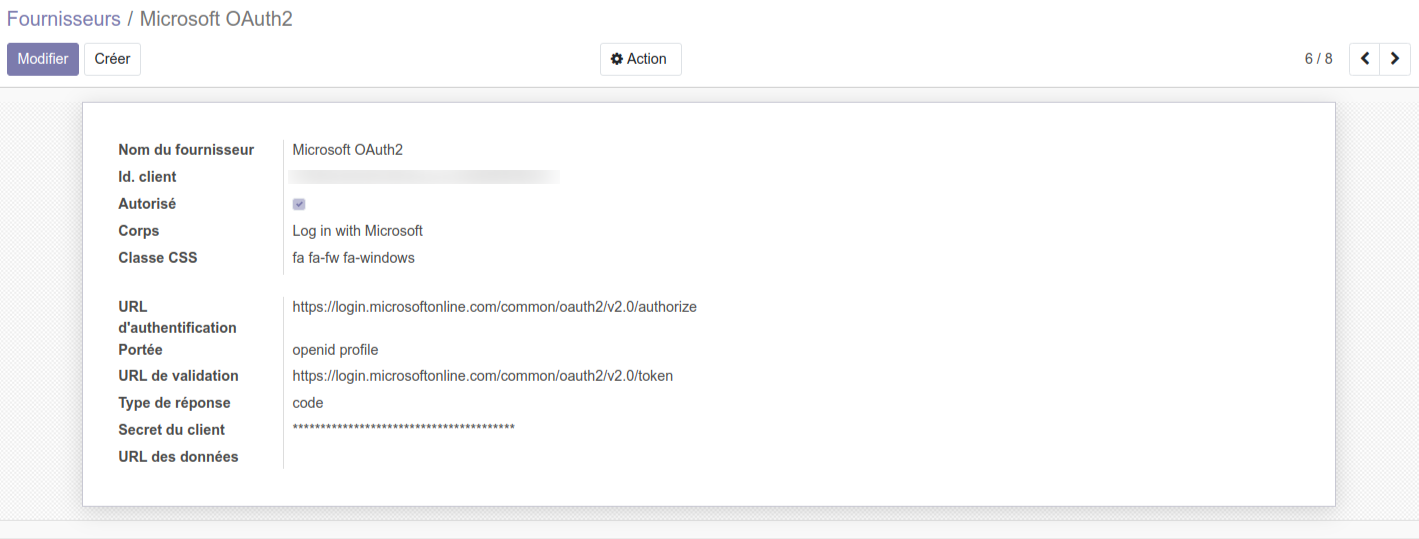 Fournisseurs / Microsoft OAuth2
Modifier Créer Action 6 / 8
Nom du fournisseur Microsoft OAuth2
Id. client
Autorisé
Corps Log in with Microsoft
Classe CSS fa fa-fw fa-windows
URL d'authentification https://login.microsoftonline.com/common/oauth2/v2.0/authorize
Portée openid profile
URL de validation https://login.microsoftonline.com/common/oauth2/v2.0/token
Type de réponse code
Secret du client ****************************************
URL des données